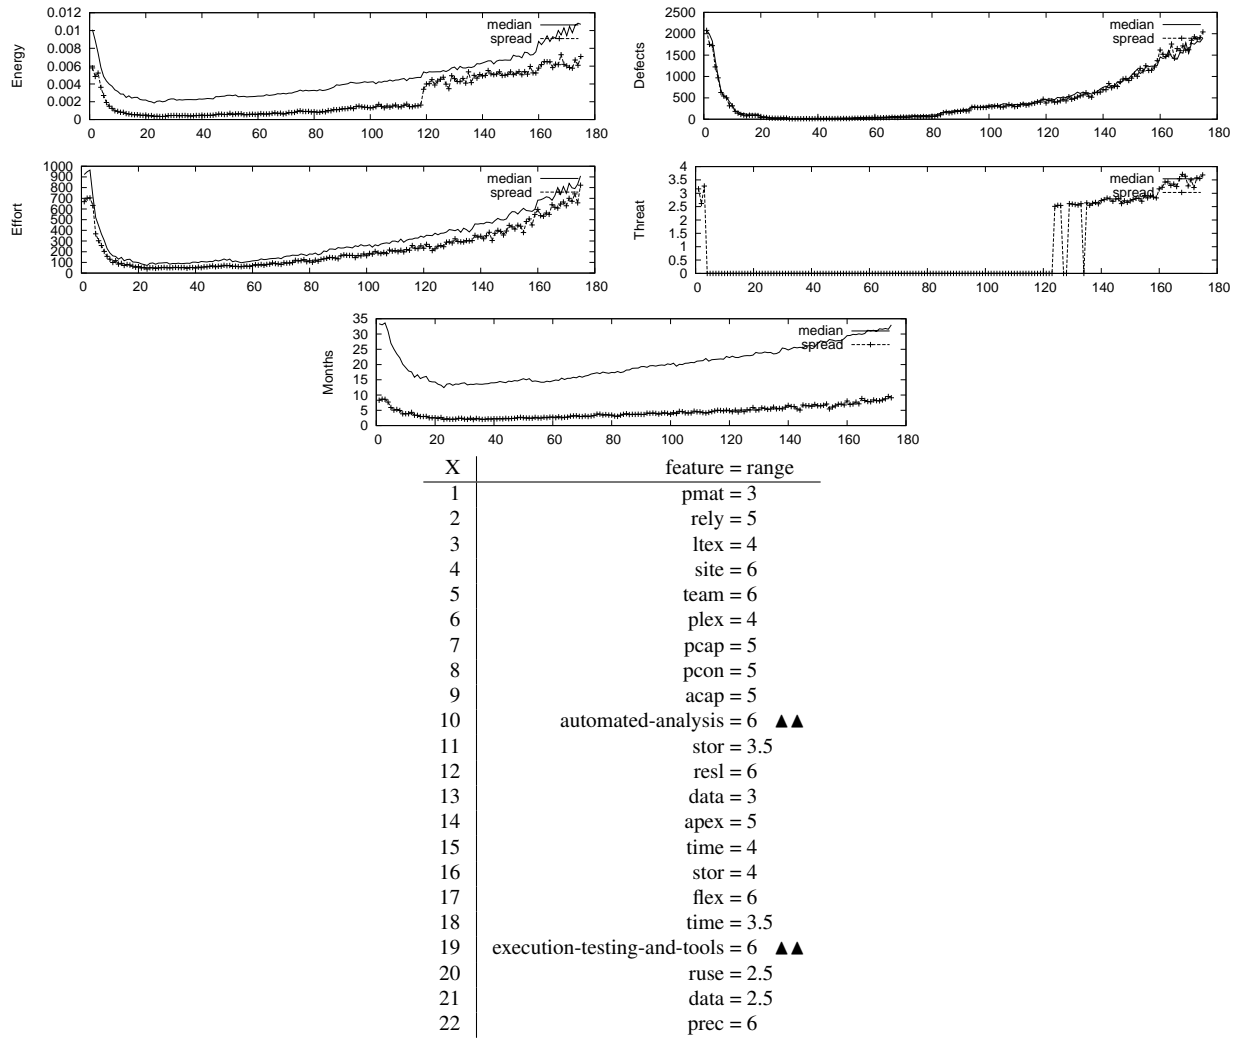 Energy
0.012
0.01
0.008
0.006
0.004
0.002
0
median
spread
0 20 40 60 80 100 120 140 160 180
Defects
2500
2000
1500
1000
500
0
median
spread
0 20 40 60 80 100 120 140 160 180
Effort
1000
900
800
700
600
500
400
300
200
100
0
median
spread
0 20 40 60 80 100 120 140 160 180
Threat
4
3.5
3
2.5
2
1.5
1
0.5
0
median
spread
0 20 40 60 80 100 120 140 160 180
Months
35
30
25
20
15
10
5
0
median
spread
0 20 40 60 80 100 120 140 160 180
X feature = range
1 pmat = 3
2 rely = 5
3 ltex = 4
4 site = 6
5 team = 6
6 plex = 4
7 pcap = 5
8 pcon = 5
9 acap = 5
10 automated-analysis = 6 ▲▲
11 stor = 3.5
12 resl = 6
13 data = 3
14 apex = 5
15 time = 4
16 stor = 4
17 flex = 6
18 time = 3.5
19 execution-testing-and-tools = 6 ▲▲
20 ruse = 2.5
21 data = 2.5
22 prec = 6